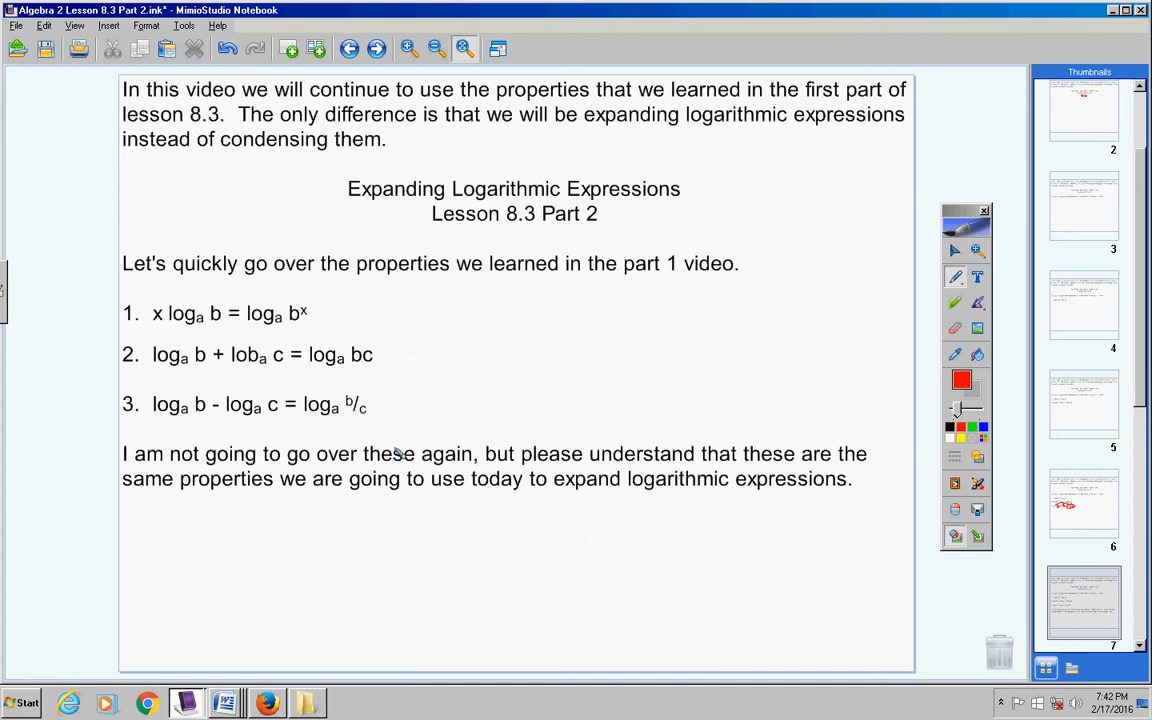 Algebra 2 Lesson 8.3 Part 2.ink* - MimioStudio Notebook
File Edit View Insert Format Tools Help
In this video we will continue to use the properties that we learned in the first part of
lesson 8.3. The only difference is that we will be expanding logarithmic expressions
instead of condensing them.
Expanding Logarithmic Expressions
Lesson 8.3 Part 2
Let's quickly go over the properties we learned in the part 1 video.
1. x logₐ b = logₐ bˣ
2. logₐ b + lobₐ c = logₐ bc
3. logₐ b - logₐ c = logₐ b/c
I am not going to go over these again, but please understand that these are the
same properties we are going to use today to expand logarithmic expressions.
Thumbnails
2
3
4
5
6
7
Start
7:42 PM
2/17/2016